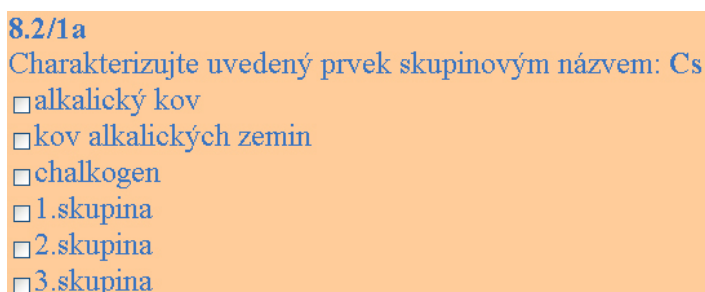 8.2/1a
Charakterizujte uvedený prvek skupinovým názvem: Cs
alkalický kov
kov alkalických zemin
chalkogen
1.skupina
2.skupina
3.skupina